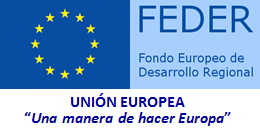 FEDER
Fondo Europeo de
Desarrollo Regional
UNIÓN EUROPEA
“Una manera de hacer Europa”